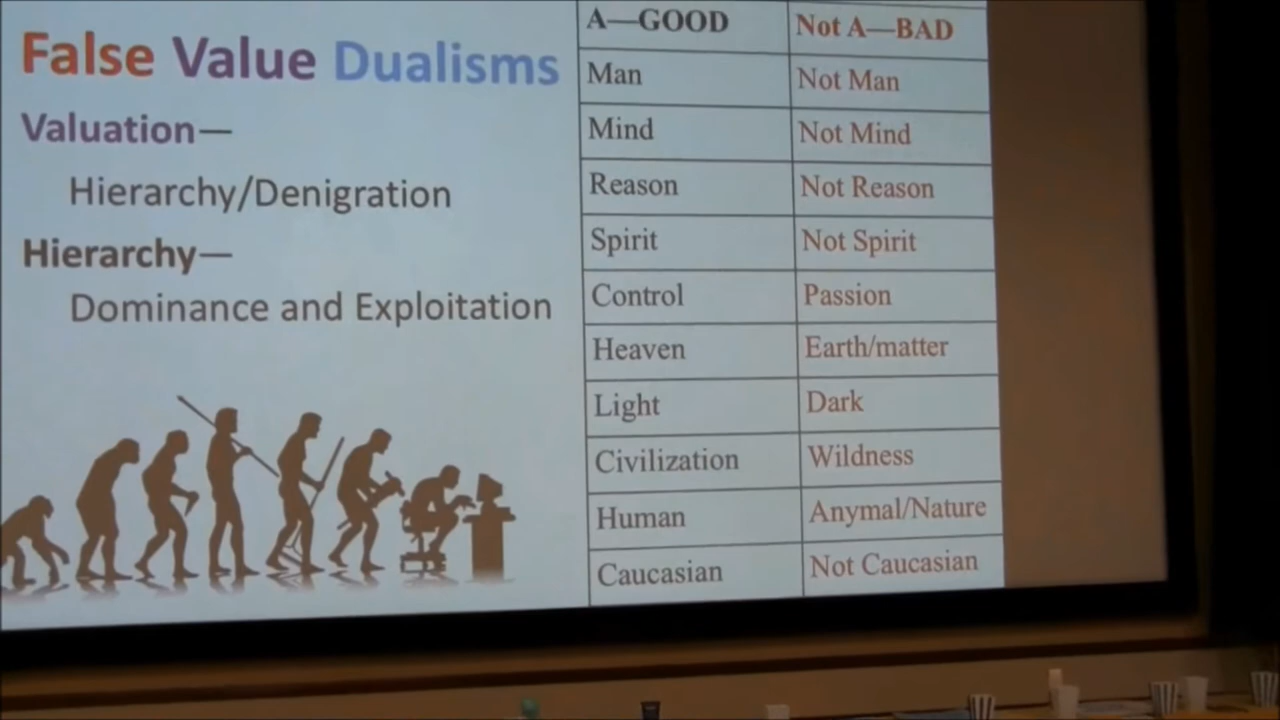 False Value Dualisms
Valuation—
Hierarchy/Denigration
Hierarchy—
Dominance and Exploitation
A—GOOD Not A—BAD
Man Not Man
Mind Not Mind
Reason Not Reason
Spirit Not Spirit
Control Passion
Heaven Earth/matter
Light Dark
Civilization Wildness
Human Anymal/Nature
Caucasian Not Caucasian